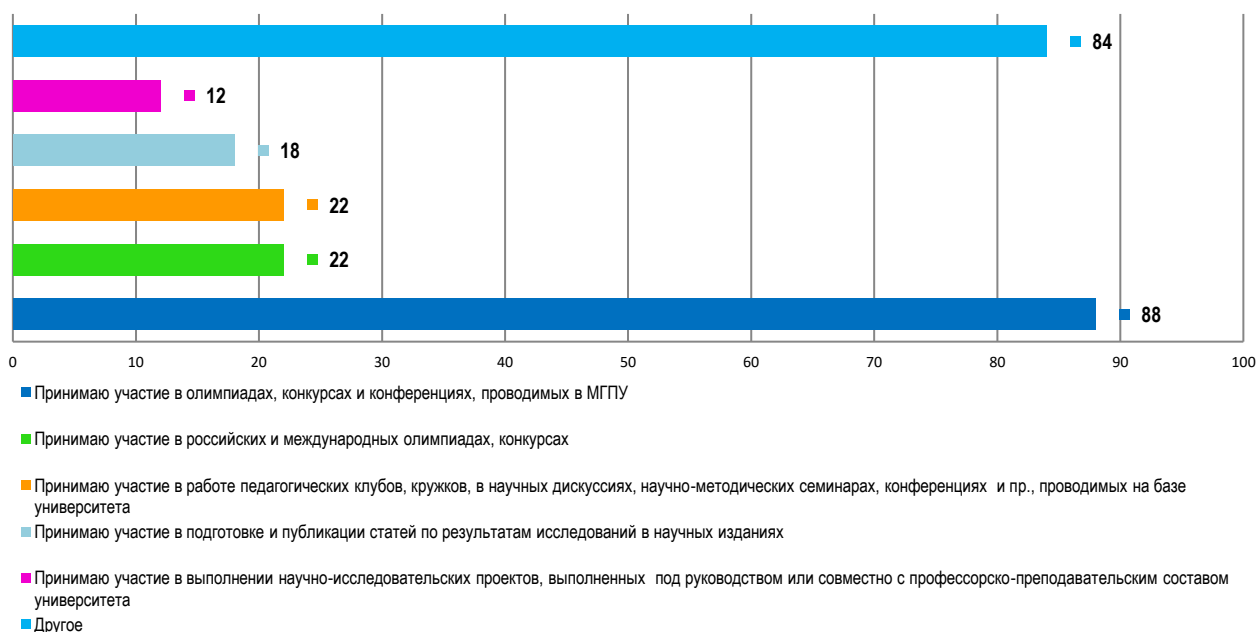 84
12
18
22
22
88
0 10 20 30 40 50 60 70 80 90 100
Принимаю участие в олимпиадах, конкурсах и конференциях, проводимых в МГПУ
Принимаю участие в российских и международных олимпиадах, конкурсах
Принимаю участие в работе педагогических клубов, кружков, в научных дискуссиях, научно-методических семинарах, конференциях и пр., проводимых на базе
университета
Принимаю участие в подготовке и публикации статей по результатам исследований в научных изданиях
Принимаю участие в выполнении научно-исследовательских проектов, выполненных под руководством или совместно с профессорско-преподавательским составом
университета
Другое